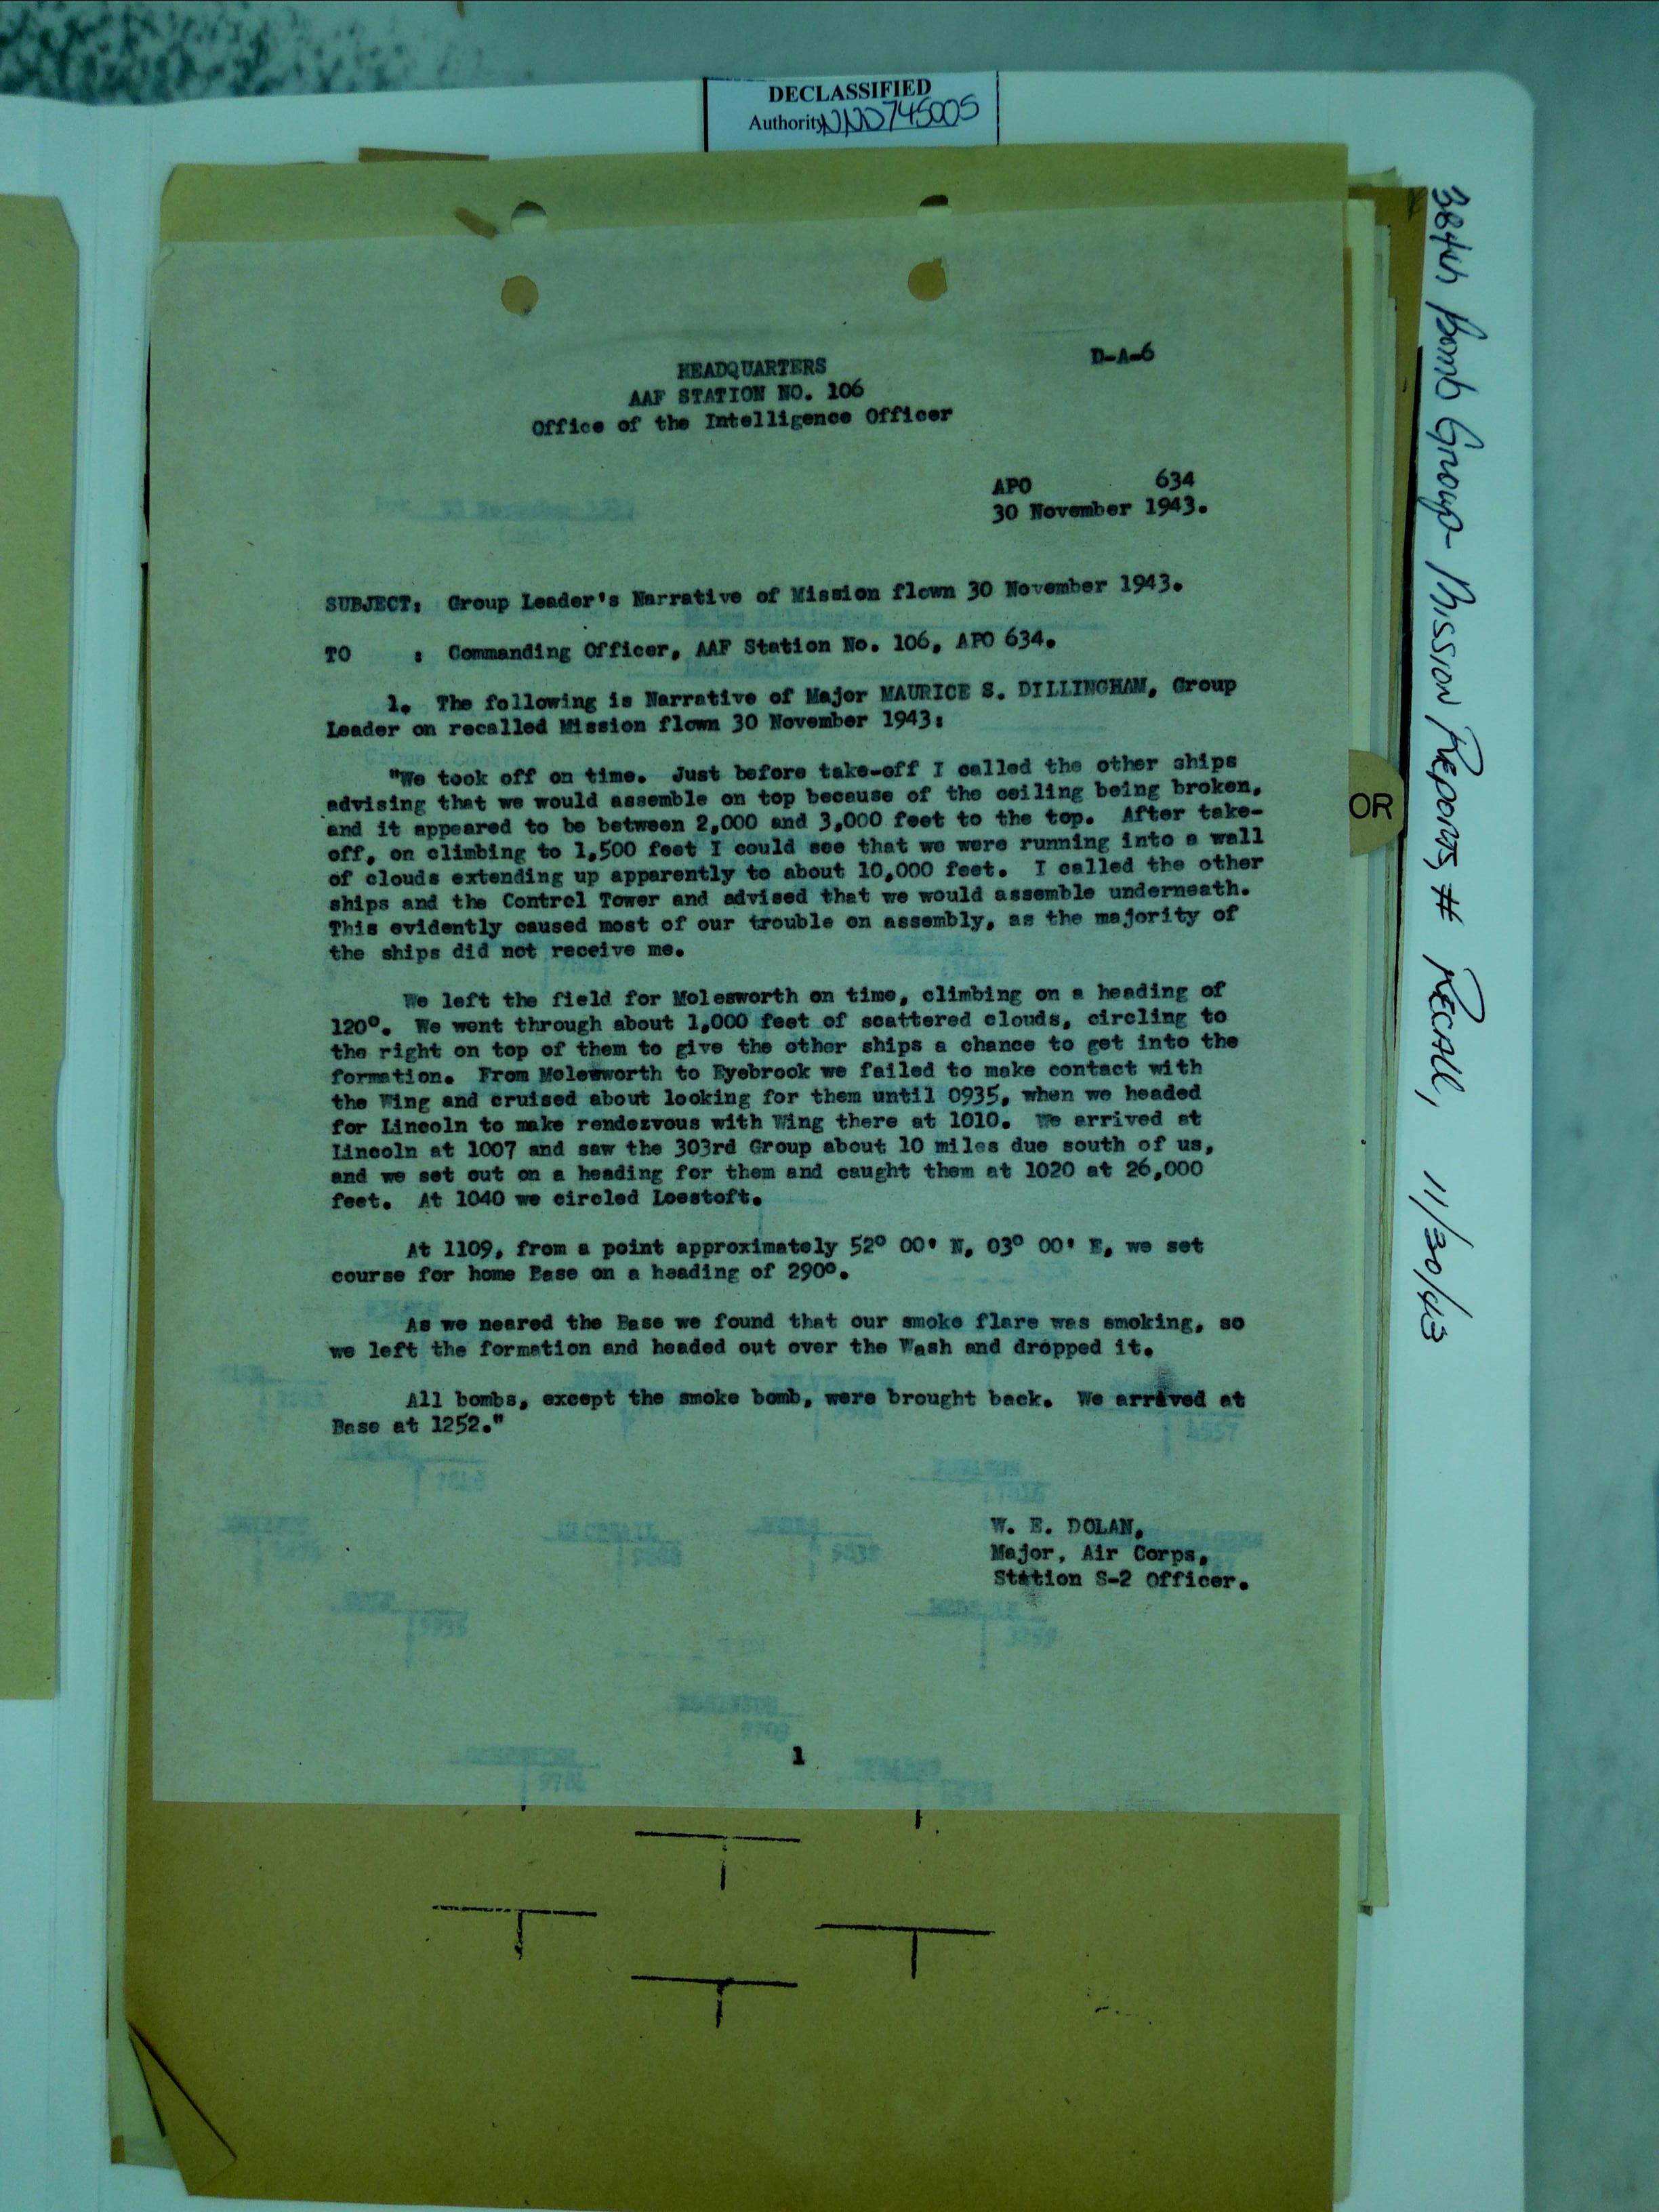 DECLASSIFIED
Authority NND745005
HEADQUARTERS
AAF STATION NO. 106
Office of the Intelligence Officer
D-A-6
APO 634
30 November 1943.
SUBJECT: Group Leader's Narrative of Mission flown 30 November 1943.
TO : Commanding Officer, AAF Station No. 106, APO 634.
1. The following is Narrative of Major MAURICE S. DILLINGHAM, Group
Leader on recalled Mission flown 30 November 1943:
"We took off on time. Just before take-off I called the other ships
advising that we would assemble on top because of the ceiling being broken,
and it appeared to be between 2,000 and 3,000 feet to the top. After take-
off, on climbing to 1,500 feet I could see that we were running into a wall
of clouds extending up apparently to about 10,000 feet. I called the other
ships and the Control Tower and advised that we would assemble underneath.
This evidently caused most of our trouble on assembly, as the majority of
the ships did not receive me.
We left the field for Molesworth on time, climbing on a heading of
120°. We went through about 1,000 feet of scattered clouds, circling to
the right on top of them to give the other ships a chance to get into the
formation. From Molesworth to Eyebrook we failed to make contact with
the Wing and cruised about looking for them until 0935, when we headed
for Lincoln to make rendezvous with Wing there at 1010. We arrived at
Lincoln at 1007 and saw the 303rd Group about 10 miles due south of us,
and we set out on a heading for them and caught them at 1020 at 26,000
feet. At 1040 we circled Loestoft.
At 1109, from a point approximately 52° 00' N, 03° 00' E, we set
course for home Base on a heading of 290°.
As we neared the Base we found that our smoke flare was smoking, so
we left the formation and headed out over the Wash and dropped it.
All bombs, except the smoke bomb, were brought back. We arrived at
Base at 1252."
W. E. DOLAN,
Major, Air Corps,
Station S-2 Officer.
1
OR
384th Bomb Group - Mission Reports, # Recall, 11/30/43